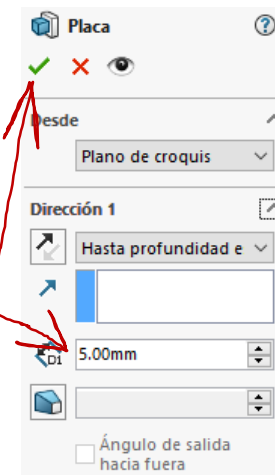 Placa
Desde
Plano de croquis
Dirección 1
Hasta profundidad e
D1 5.00mm
Ángulo de salida
hacia fuera